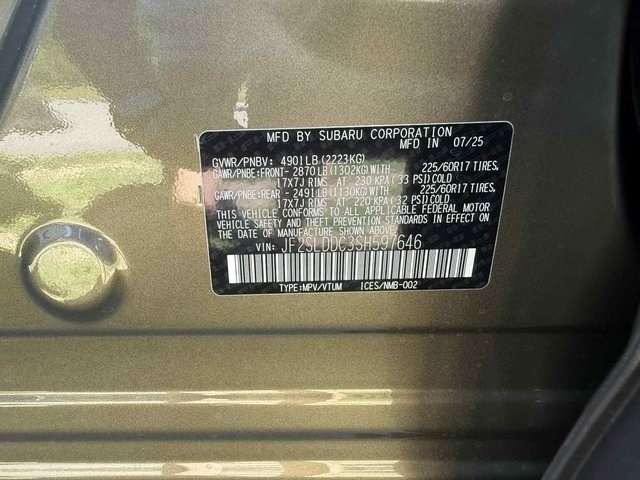 MFD BY SUBARU CORPORATION
MFD IN 07/25
GVWR/PNBV: 4901LB(2223KG)
GAWR/PNBE:FRONT- 2870LB(1302KG)WITH 225/60R17 TIRES,
17X7J RIMS, AT 230 KPA(33 PSI)COLD
GAWR/PNBE:REAR - 2491LB(1130KG)WITH 225/60R17 TIRES,
17X7J RIMS, AT 220 KPA(32 PSI)COLD
THIS VEHICLE CONFORMS TO ALL APPLICABLE FEDERAL MOTOR
VEHICLE SAFETY AND THEFT PREVENTION STANDARDS IN EFFECT
ON THE DATE OF MANUFACTURE SHOWN ABOVE.
VIN: JF2SLDDC3SH597646
TYPE:MPV/VTUM ICES/NMB-002